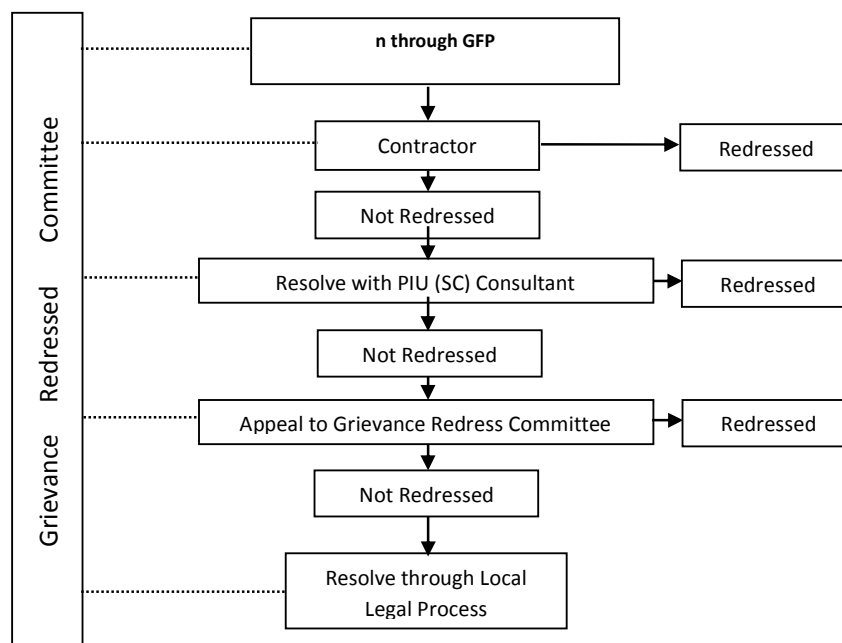 n through GFP
Contractor
Redressed
Not Redressed
Resolve with PIU (SC) Consultant
Redressed
Not Redressed
Appeal to Grievance Redress Committee
Redressed
Not Redressed
Resolve through Local
Legal Process
Grievance Redressed Committee